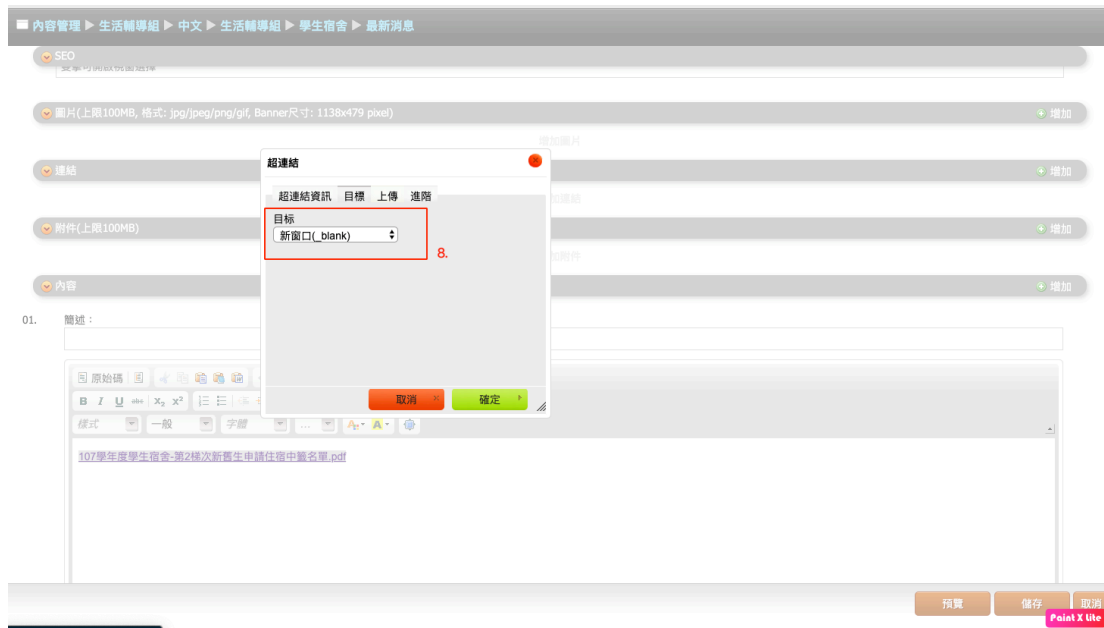 內容管理 ▶ 生活輔導組 ▶ 中文 ▶ 生活輔導組 ▶ 學生宿舍 ▶ 最新消息
SEO
圖片(上限100MB, 格式: jpg/jpeg/png/gif, Banner尺寸: 1138x479 pixel) 增加
增加圖片
超連結
連結 增加
超連結資訊 目標 上傳 進階
目标
附件(上限100MB) 增加
新窗口(_blank)
8.
加附件
內容 增加
01. 簡述：
原始碼
取消 確定
B I U abc X₂ X²
樣式 一般 字體 ... A A
107學年度學生宿舍-第2梯次新舊生申請住宿中籤名單.pdf
預覽 儲存 取消
Paint X Lite